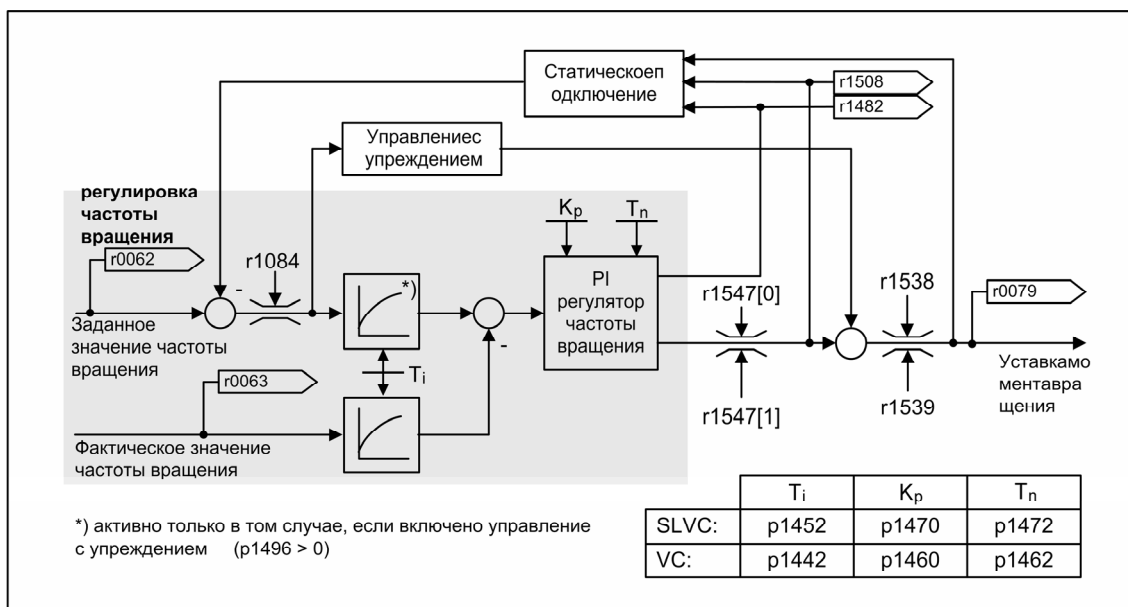 Статическоеп
одключение
r1508
r1482
Управлениес
упреждением
регулировка
частоты
вращения
r0062
r1084
Kp
Tn
*)
PI
регулятор
частоты
вращения
r1547[0]
r1538
r0079
-
-
Заданное
значение частоты
вращения
Ti
r0063
r1547[1]
r1539
Уставкамо
ментавра
щения
Фактическое значение
частоты вращения
*) активно только в том случае, если включено управление
с упреждением (p1496 > 0)
Ti Kp Tn
SLVC: p1452 p1470 p1472
VC: p1442 p1460 p1462